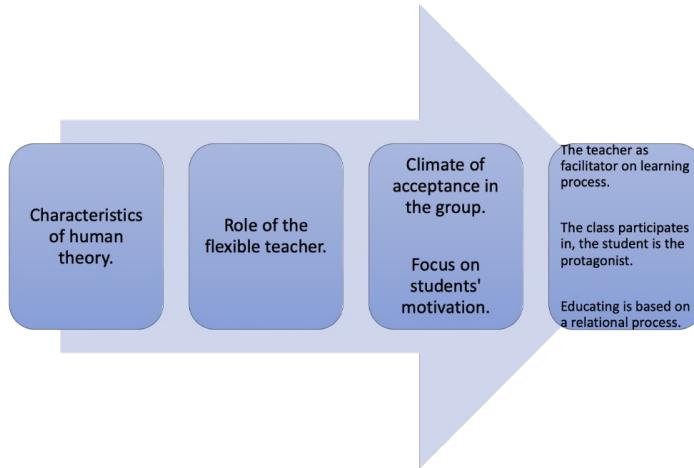 Characteristics
of human
theory.
Role of the
flexible teacher.
Climate of
acceptance in
the group.
Focus on
students'
motivation.
The teacher as
facilitator on learning
process.
The class participates
in, the student is the
protagonist.
Educating is based on
a relational process.